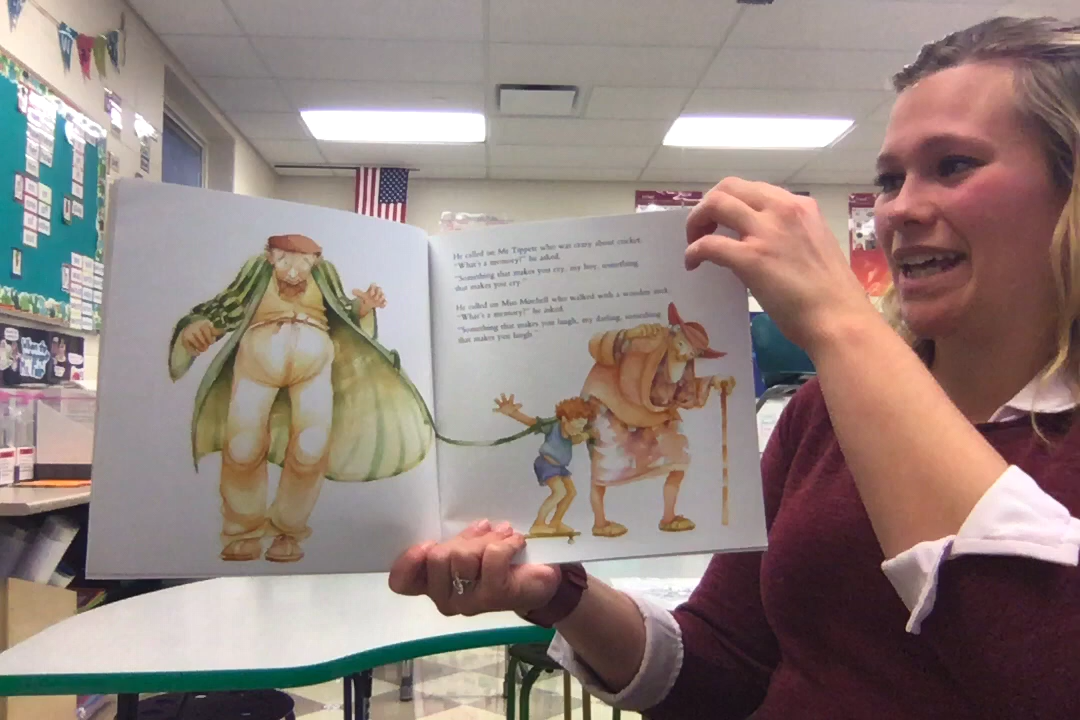 He called on Mr Tippett who was crazy about cricket.
"What's a memory?" he asked.
"Something that makes you cry, my boy, something
that makes you cry."
He called on Miss Mitchell who walked with a wooden stick.
"What's a memory?" he asked.
"Something that makes you laugh, my darling, something
that makes you laugh."